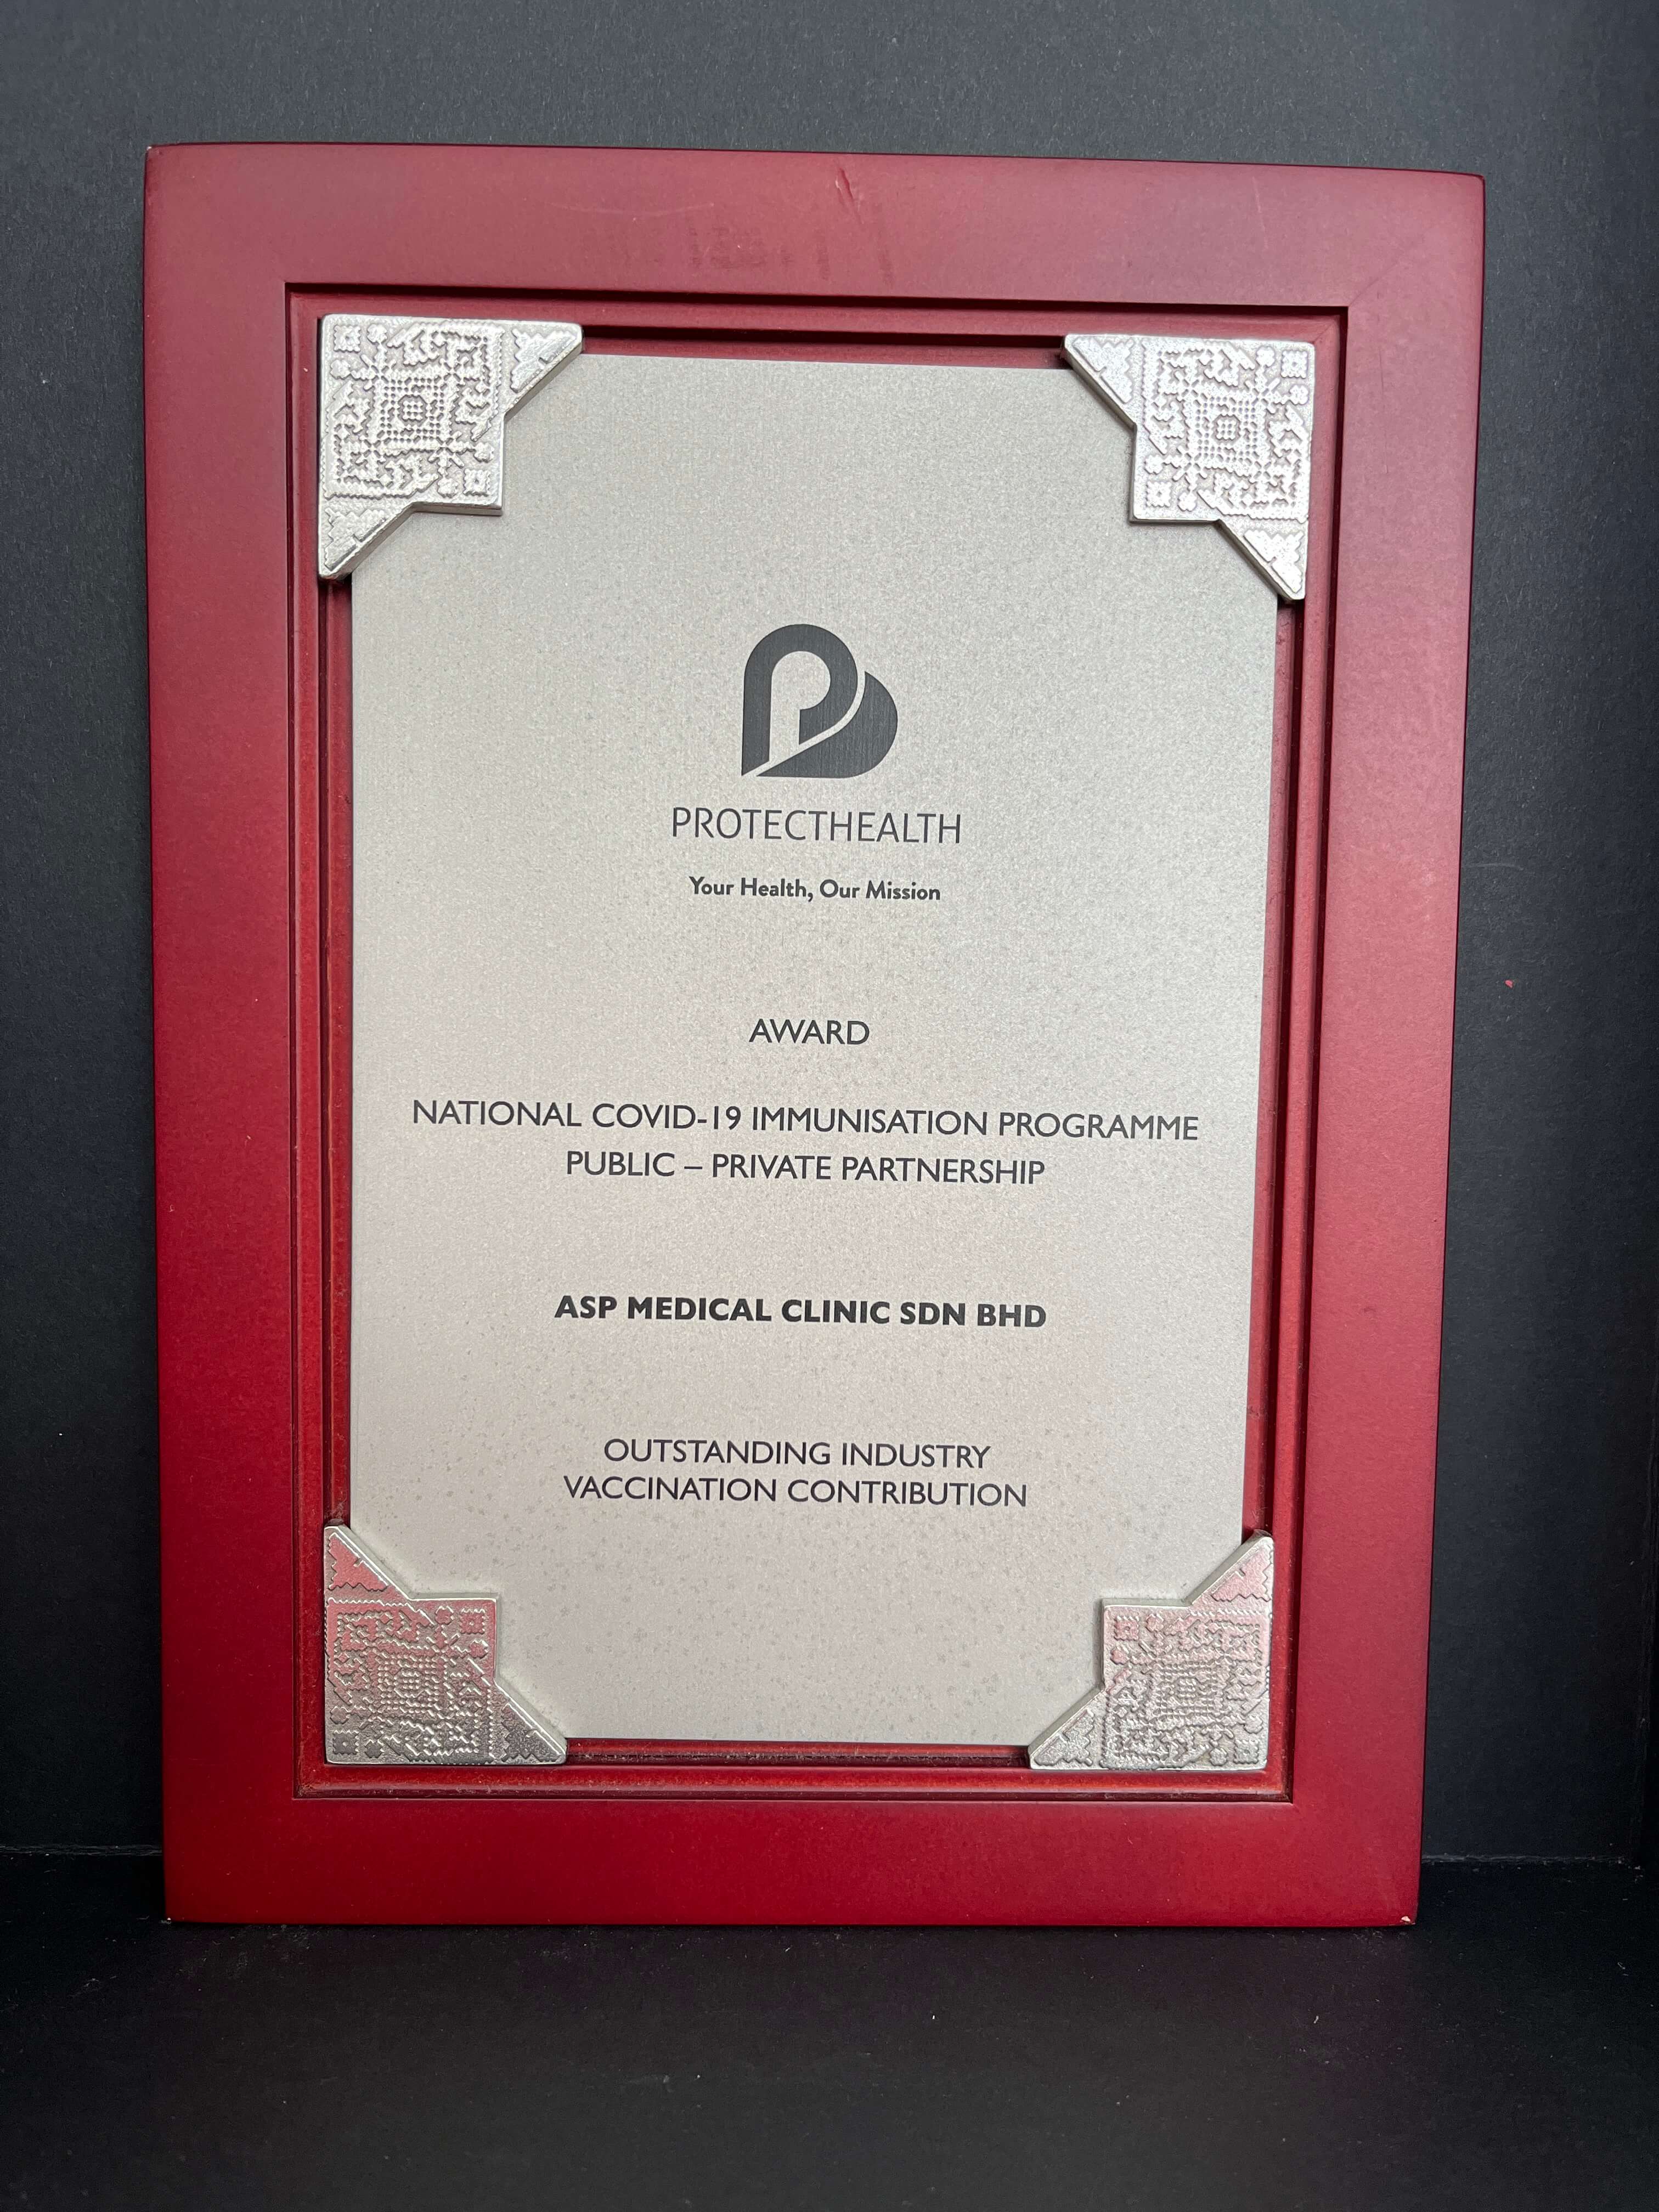 PROTECTHEALTH
Your Health, Our Mission
AWARD
NATIONAL COVID-19 IMMUNISATION PROGRAMME
PUBLIC – PRIVATE PARTNERSHIP
ASP MEDICAL CLINIC SDN BHD
OUTSTANDING INDUSTRY
VACCINATION CONTRIBUTION